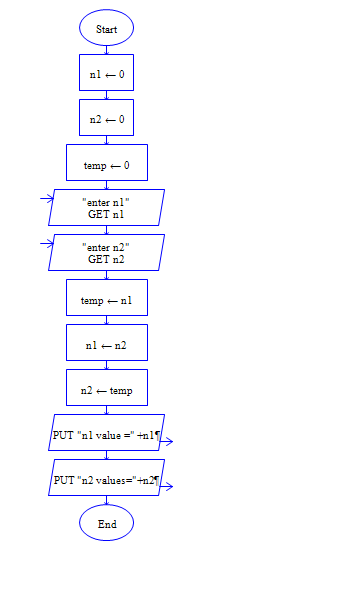 Start
n1 ← 0
n2 ← 0
temp ← 0
"enter n1"
GET n1
"enter n2"
GET n2
temp ← n1
n1 ← n2
n2 ← temp
PUT "n1 value ="+n1¶
PUT "n2 values="+n2¶
End